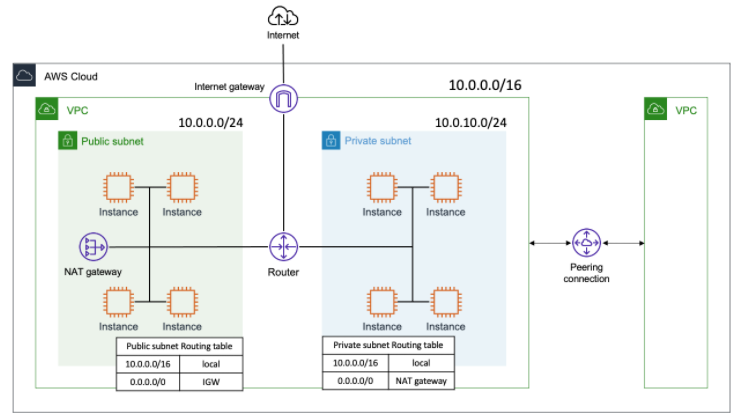 Internet
AWS Cloud
Internet gateway
10.0.0.0/16
VPC
VPC
10.0.0.0/24
10.0.10.0/24
Public subnet
Private subnet
Instance
Instance
Instance
Instance
NAT gateway
Router
Peering
connection
Instance
Instance
Instance
Instance
Public subnet Routing table
10.0.0.0/16 local
0.0.0.0/0 IGW
Private subnet Routing table
10.0.0.0/16 local
0.0.0.0/0 NAT gateway